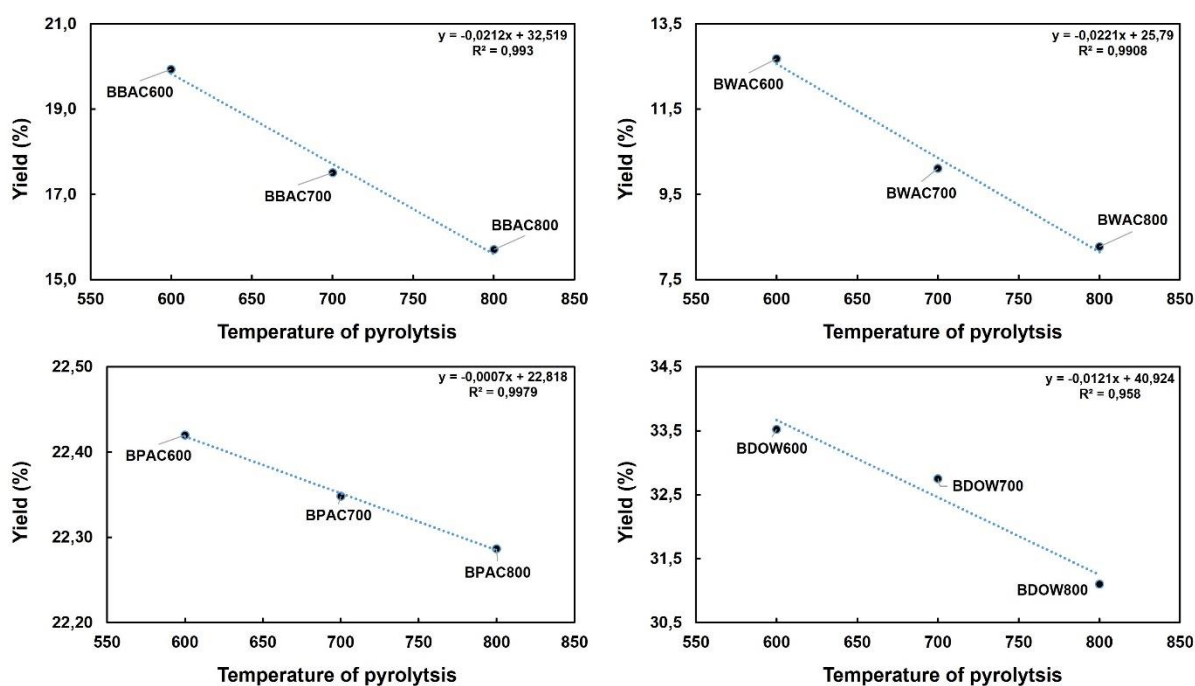 21,0
y = -0,0212x + 32,519
R² = 0,993
BBAC600
19,0
Yield (%)
BBAC700
17,0
BBAC800
15,0
550 600 650 700 750 800 850
Temperature of pyrolytsis
13,5
y = -0,0221x + 25,79
R² = 0,9908
BWAC600
11,5
Yield (%)
BWAC700
9,5
BWAC800
7,5
550 600 650 700 750 800 850
Temperature of pyrolytsis
22,50
y = -0,0007x + 22,818
R² = 0,9979
22,40
BPAC600
Yield (%)
BPAC700
22,30
BPAC800
22,20
550 600 650 700 750 800 850
Temperature of pyrolytsis
34,5
y = -0,0121x + 40,924
R² = 0,958
33,5
BDOW600
Yield (%)
BDOW700
32,5
31,5
BDOW800
30,5
550 600 650 700 750 800 850
Temperature of pyrolytsis